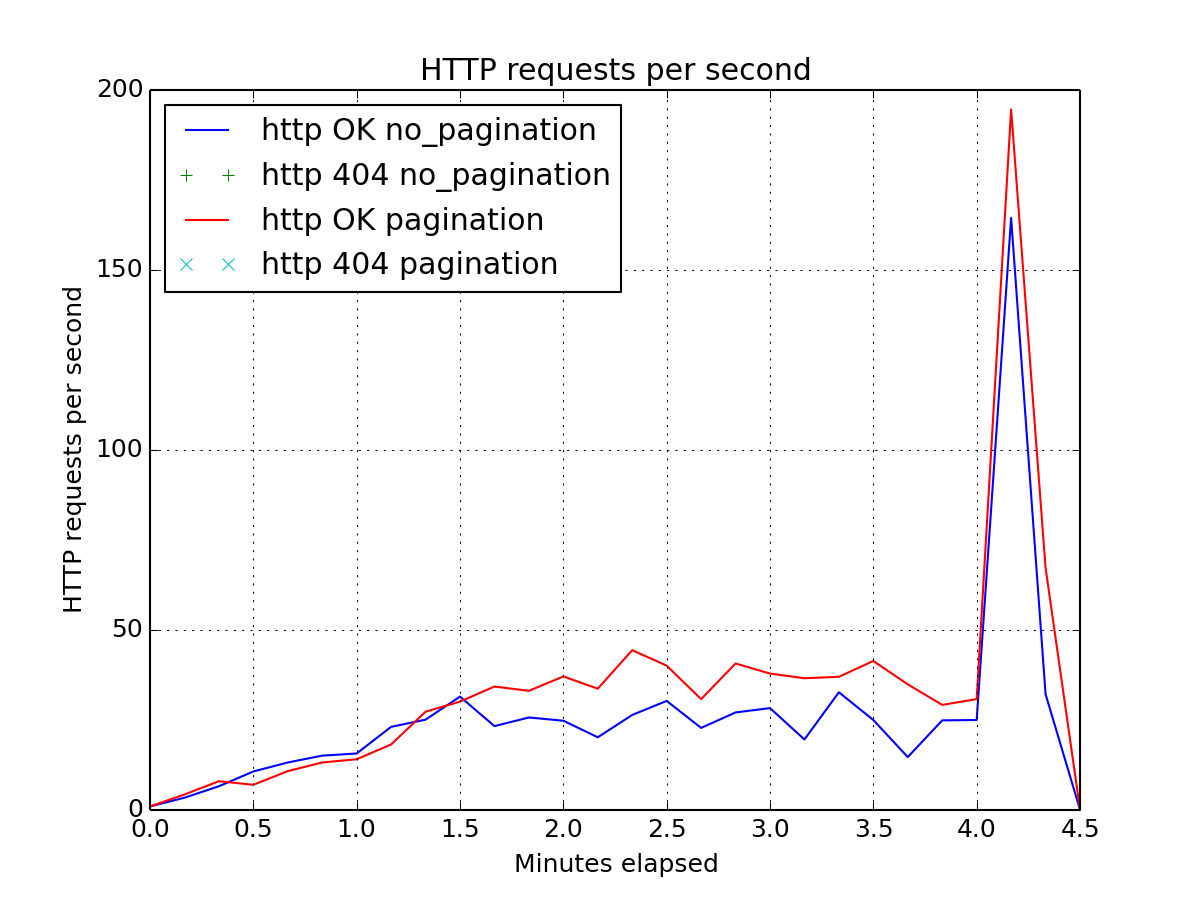 HTTP requests per second
200
http OK no_pagination
http 404 no_pagination
http OK pagination
http 404 pagination
150
100
50
0
HTTP requests per second
0.0 0.5 1.0 1.5 2.0 2.5 3.0 3.5 4.0 4.5
Minutes elapsed